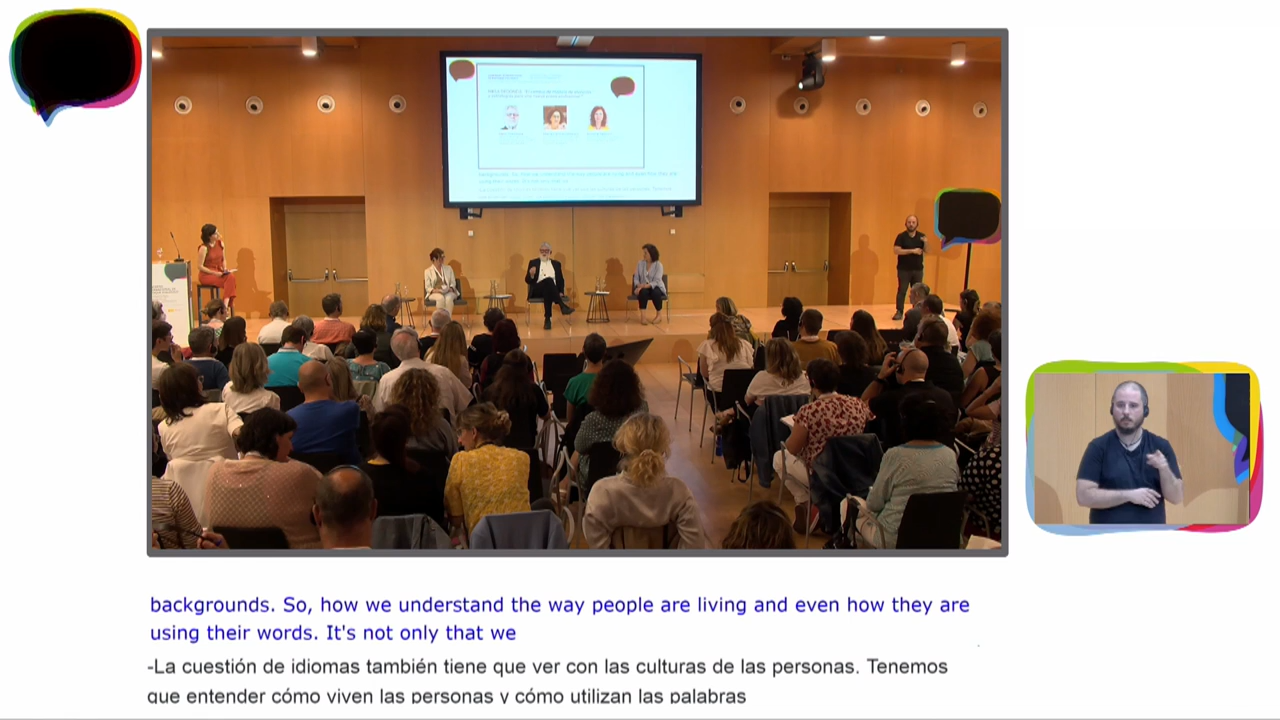 backgrounds. So, how we understand the way people are living and even how they are
using their words. It's not only that we
-La cuestión de idiomas también tiene que ver con las culturas de las personas. Tenemos
que entender cómo viven las personas y cómo utilizan las palabras